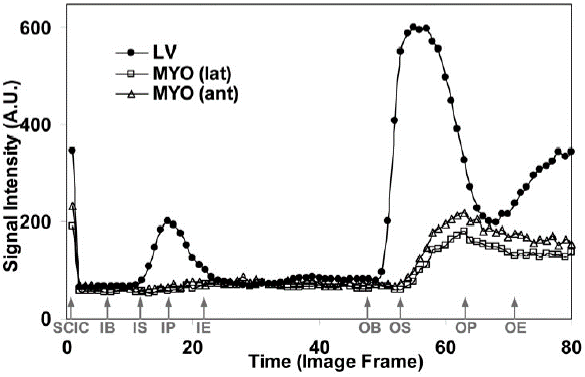 Signal Intensity (A.U.)
600
400
200
0
LV
MYO (lat)
MYO (ant)
SCIC IB IS IP IE OB OS OP OE
0 20 40 60 80
Time (Image Frame)